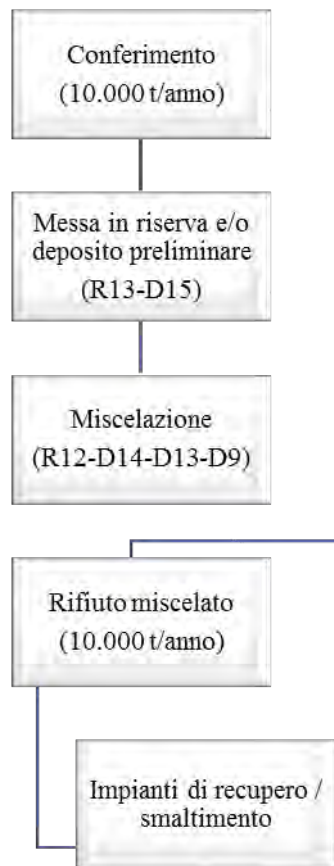 Conferimento
(10.000 t/anno)
Messa in riserva e/o
deposito preliminare
(R13-D15)
Miscelazione
(R12-D14-D13-D9)
Rifiuto miscelato
(10.000 t/anno)
Impianti di recupero /
smaltimento